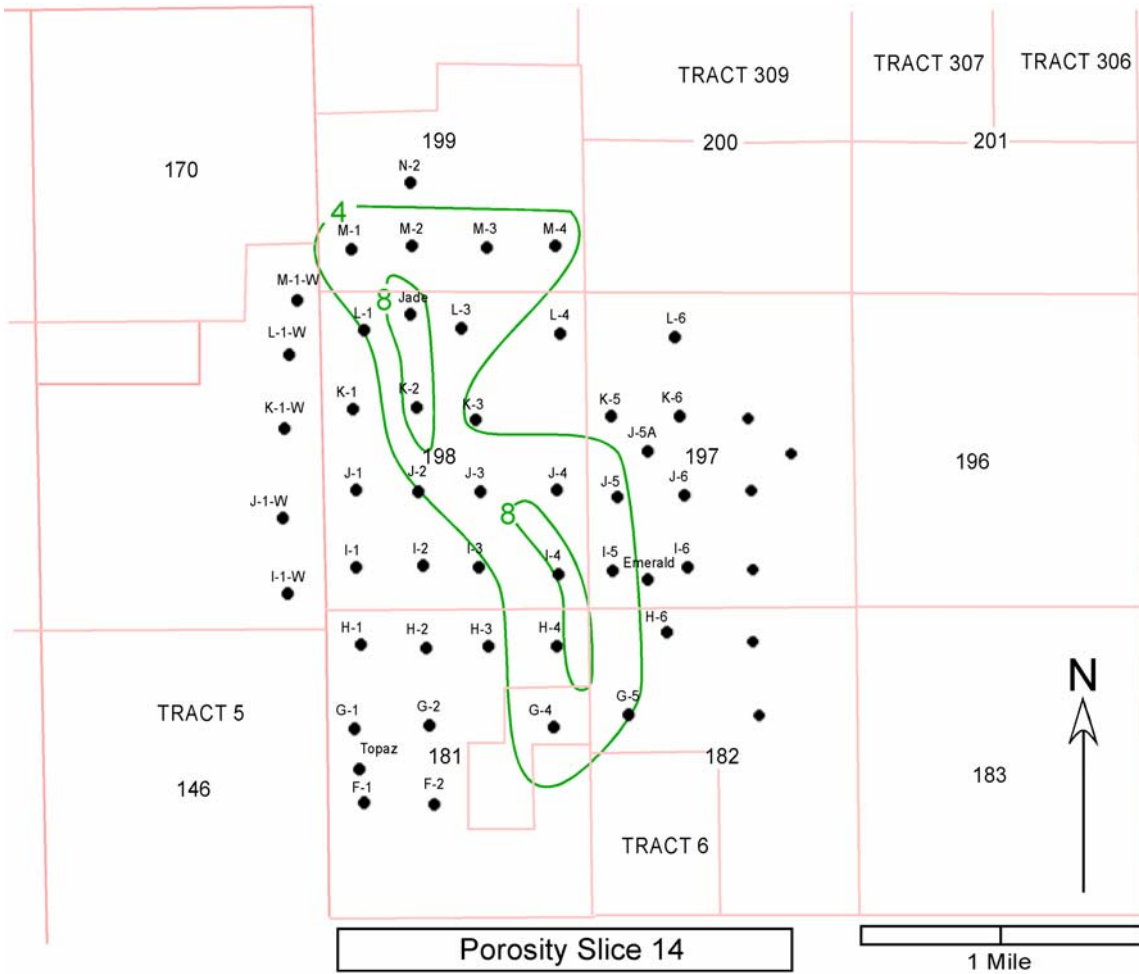 TRACT 309
TRACT 307
TRACT 306
199
200
201
170
N-2
4
M-1
M-2
M-3
M-4
M-1-W
8
Jade
L-1
L-3
L-4
L-6
L-1-W
K-1
K-2
K-3
K-5
K-6
K-1-W
J-5A
198
197
196
J-1
J-2
J-3
J-4
J-5
J-6
J-1-W
8
I-1
I-2
I-3
I-4
I-5
Emerald
I-6
I-1-W
H-1
H-2
H-3
H-4
H-6
N
TRACT 5
G-1
G-2
G-4
G-5
Topaz
181
182
183
146
F-1
F-2
TRACT 6
Porosity Slice 14
1 Mile